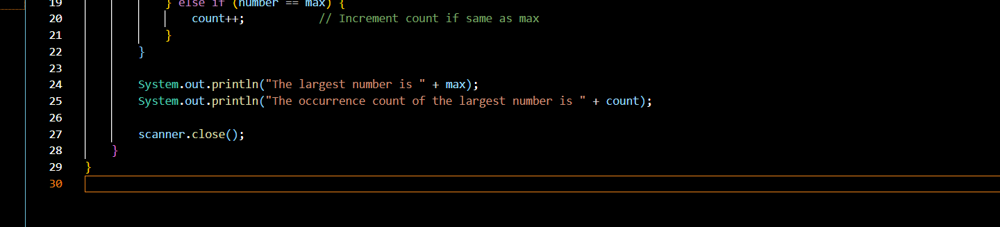 19 } else if (number == max) {
20 count++; // Increment count if same as max
21 }
22 }
23
24 System.out.println("The largest number is " + max);
25 System.out.println("The occurrence count of the largest number is " + count);
26
27 scanner.close();
28 }
29 }
30